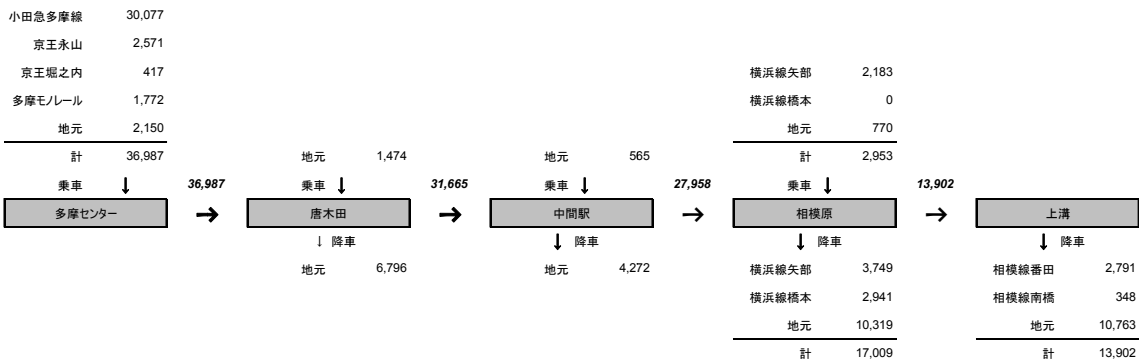 小田急多摩線 30,077
京王永山 2,571
京王堀之内 417 横浜線矢部 2,183
多摩モノレール 1,772 横浜線橋本 0
地元 2,150 地元 770
計 36,987 地元 1,474 地元 565 計 2,953
乗車 ↓ 36,987 乗車 ↓ 31,665 乗車 ↓ 27,958 乗車 ↓ 13,902
多摩センター → 唐木田 → 中間駅 → 相模原 → 上溝
↓ 降車 ↓ 降車 ↓ 降車 ↓ 降車
地元 6,796 地元 4,272 横浜線矢部 3,749 相模線番田 2,791
横浜線橋本 2,941 相模線南橋 348
地元 10,319 地元 10,763
計 17,009 計 13,902